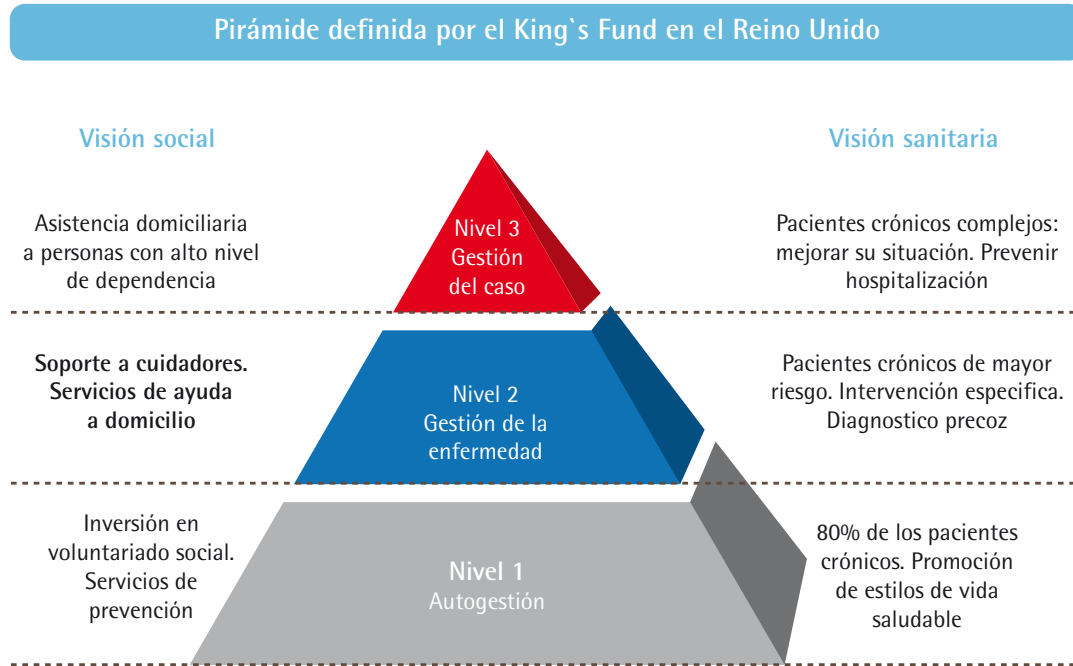 Pirámide definida por el King`s Fund en el Reino Unido
Visión social
Visión sanitaria
Asistencia domiciliaria
a personas con alto nivel
de dependencia
Nivel 3
Gestión
del caso
Pacientes crónicos complejos:
mejorar su situación. Prevenir
hospitalización
Soporte a cuidadores.
Servicios de ayuda
a domicilio
Nivel 2
Gestión de la
enfermedad
Pacientes crónicos de mayor
riesgo. Intervención especifica.
Diagnostico precoz
Inversión en
voluntariado social.
Servicios de
prevención
Nivel 1
Autogestión
80% de los pacientes
crónicos. Promoción
de estilos de vida
saludable